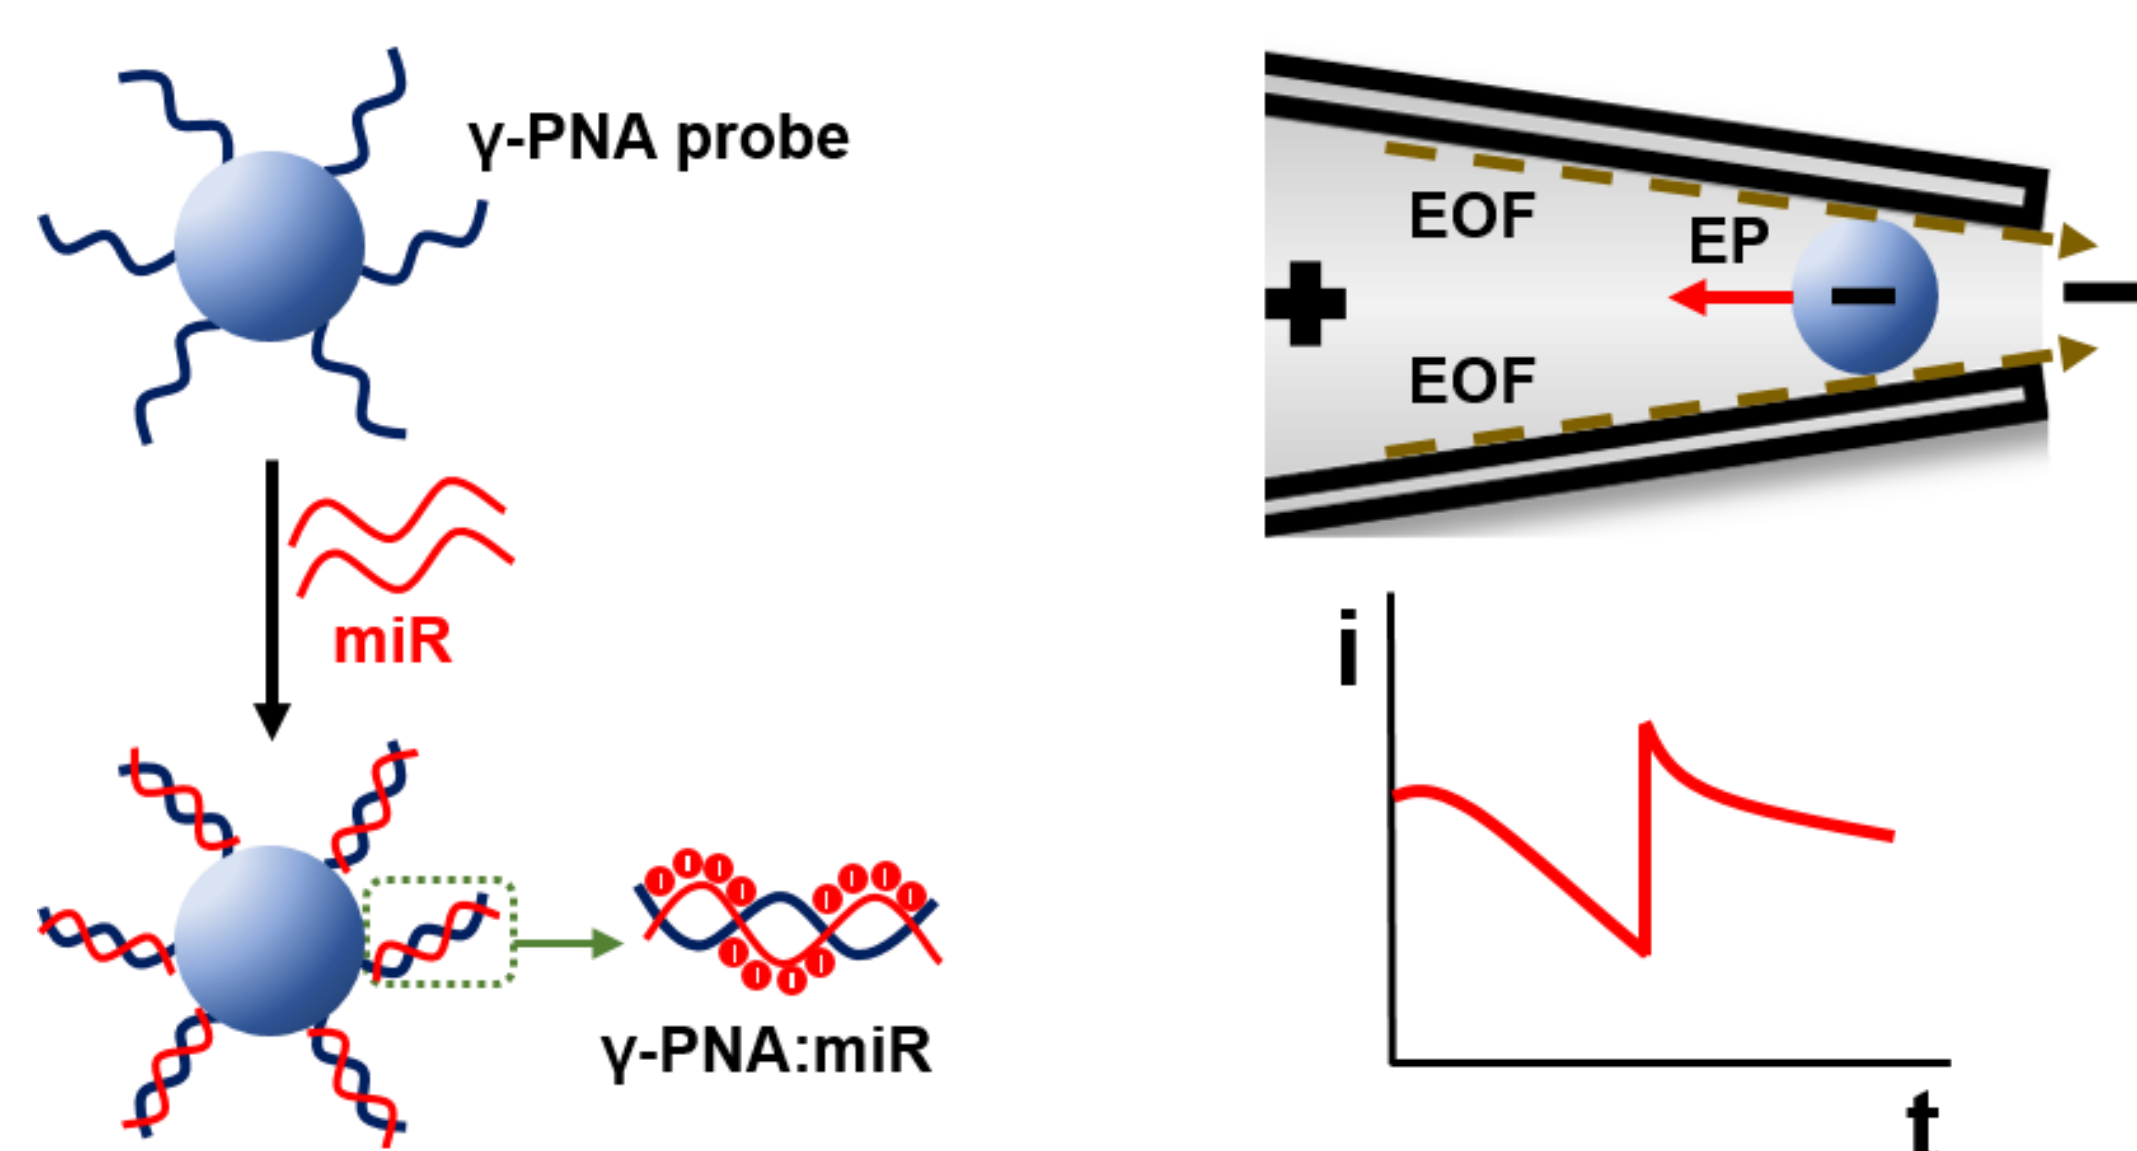 γ-PNA probe
miR
γ-PNA:miR
EOF
EP
+
−
−
EOF
i
t